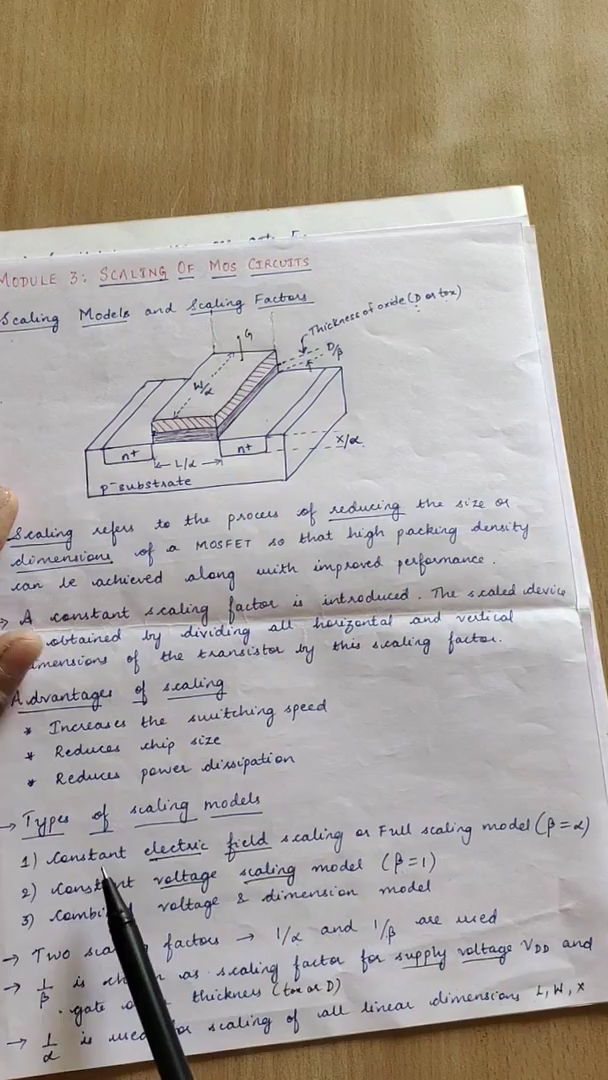 MODULE 3: SCALING OF MOS CIRCUITS
Scaling Models and Scaling Factors
Thickness of oxide (D or tox)
G
D/β
W/α
X/α
n+
L/α
n+
p-substrate
Scaling refers to the process of reducing the size or
dimensions of a MOSFET so that high packing density
can be achieved along with improved performance.
→ A constant scaling factor is introduced. The scaled device
obtained by dividing all horizontal and vertical
dimensions of the transistor by this scaling factor.
Advantages of scaling
* Increases the switching speed
* Reduces chip size
* Reduces power dissipation
→ Types of scaling models
1) Constant electric field scaling or Full scaling model (β=α)
2) Constant voltage scaling model (β=1)
3) Combined voltage & dimension model
→ Two scaling factors → 1/α and 1/β are used
→ 1/β is chosen as scaling factor for supply voltage VDD and
gate thickness (tox or D)
→ 1/α is used for scaling of all linear dimensions L, W, X